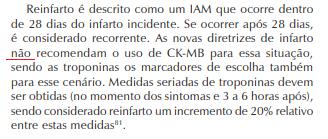 Reinfarto é descrito como um IAM que ocorre dentro
de 28 dias do infarto incidente. Se ocorrer após 28 dias,
é considerado recorrente. As novas diretrizes de infarto
não recomendam o uso de CK-MB para essa situação,
sendo as troponinas os marcadores de escolha também
para esse cenário. Medidas seriadas de troponinas devem
ser obtidas (no momento dos sintomas e 3 a 6 horas após),
sendo considerado reinfarto um incremento de 20% relativo
entre estas medidas⁸¹.